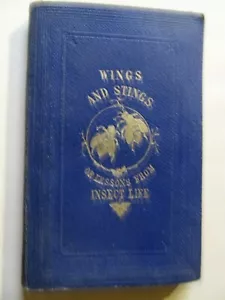 WINGS
AND STINGS
OR LESSONS FROM
INSECT LIFE